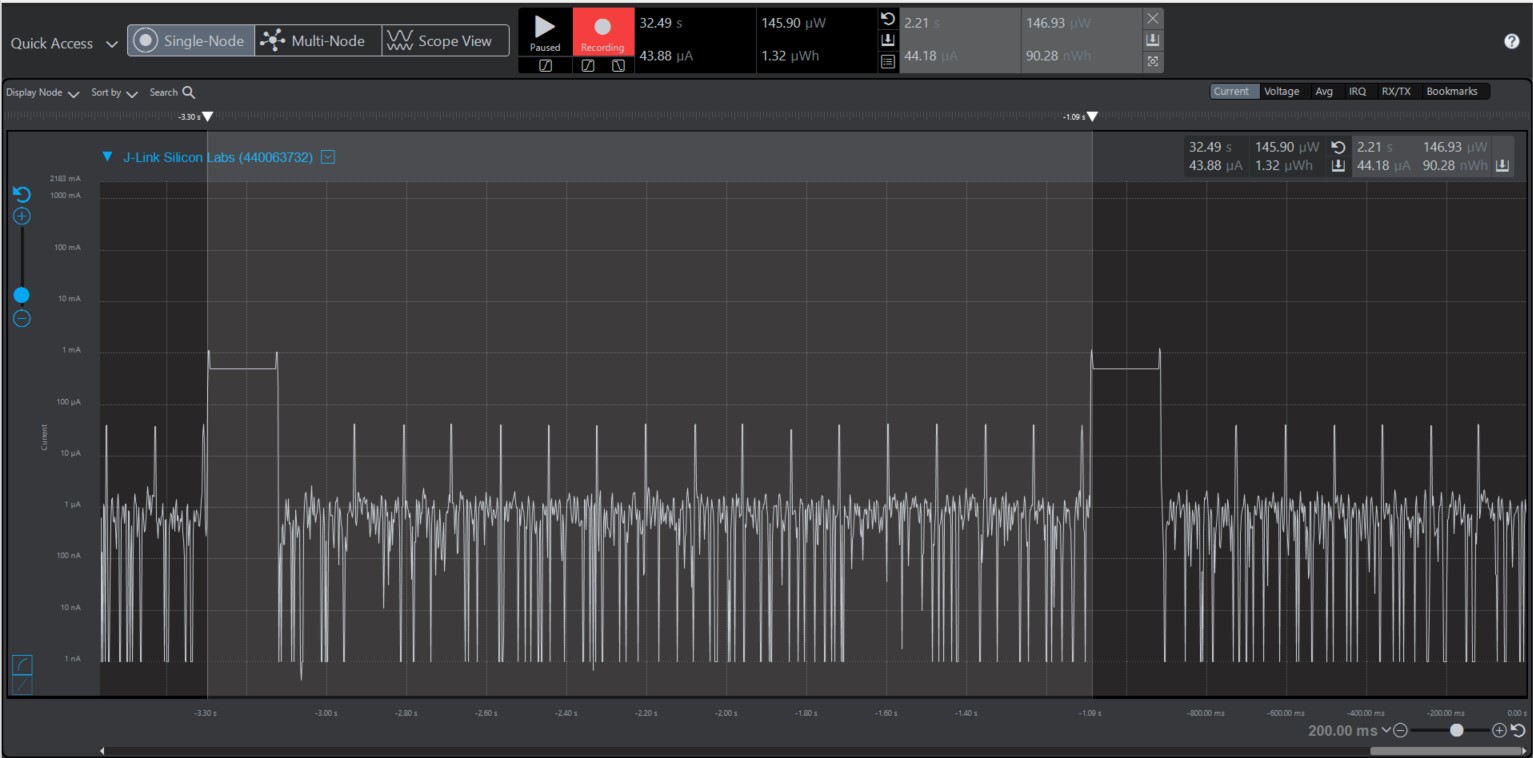 Quick Access Single-Node Multi-Node Scope View
Paused
Recording
32.49 s 145.90 µW
43.88 µA 1.32 µWh
2.21 s 146.93 µW
44.18 µA 90.28 nWh
Display Node Sort by Search
Current Voltage Avg IRQ RX/TX Bookmarks
-3.30 s -1.09 s
J-Link Silicon Labs (440063732)
32.49 s 145.90 µW 2.21 s 146.93 µW
43.88 µA 1.32 µWh 44.18 µA 90.28 nWh
2183 mA
1000 mA
100 mA
10 mA
1 mA
100 µA
10 µA
1 µA
100 nA
10 nA
1 nA
Current
-3.30 s -3.00 s -2.80 s -2.60 s -2.40 s -2.20 s -2.00 s -1.80 s -1.60 s -1.40 s -1.09 s -800.00 ms -600.00 ms -400.00 ms -200.00 ms 0.00 s
200.00 ms